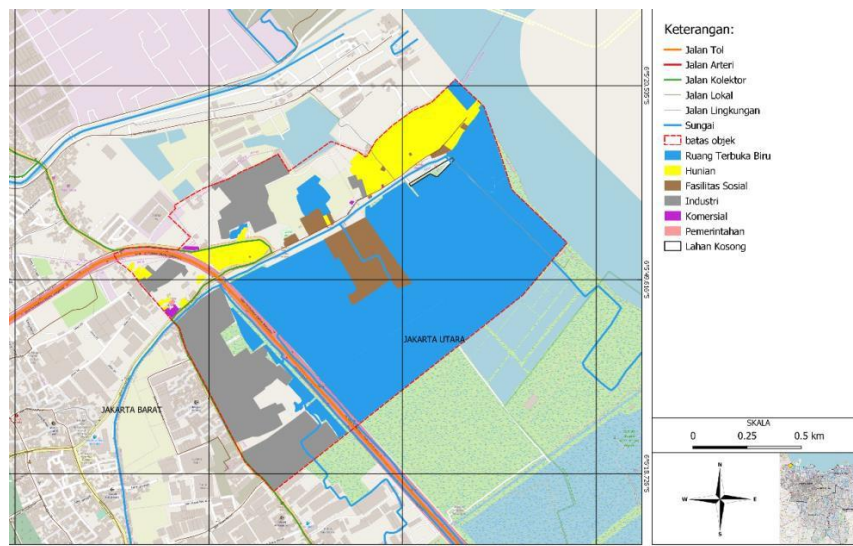 Keterangan:
Jalan Tol
Jalan Arteri
Jalan Kolektor
Jalan Lokal
Jalan Lingkungan
Sungai
batas objek
Ruang Terbuka Biru
Hunian
Fasilitas Sosial
Industri
Komersial
Pemerintahan
Lahan Kosong
JAKARTA UTARA
JAKARTA BARAT
SKALA
0 0.25 0.5 km
N
W E
S